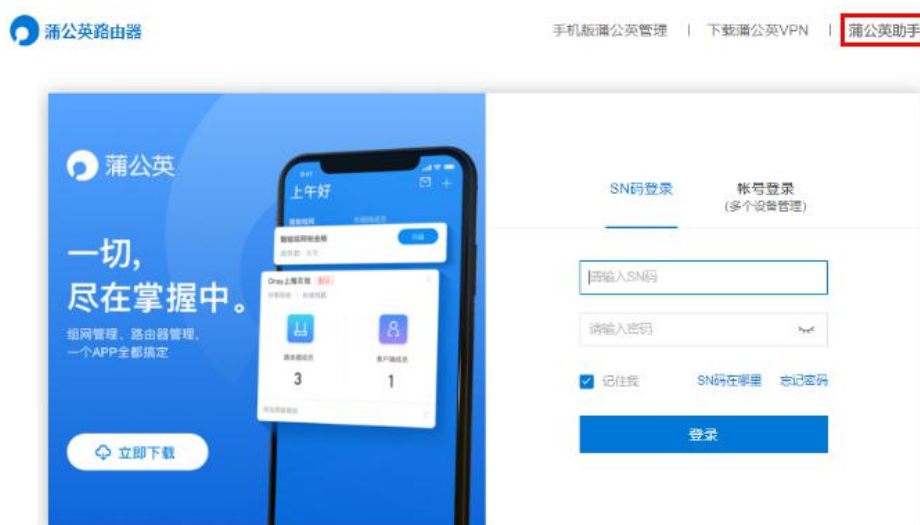 蒲公英路由器
手机版蒲公英管理 | 下载蒲公英VPN | 蒲公英助手
蒲公英
一切,
尽在掌握中。
组网管理、路由器管理,
一个APP全都搞定
立即下载
9:41
上午好
3
1
SN码登录
帐号登录
(多个设备管理)
请输入SN码
请输入密码
记住我
SN码在哪里
忘记密码
登录